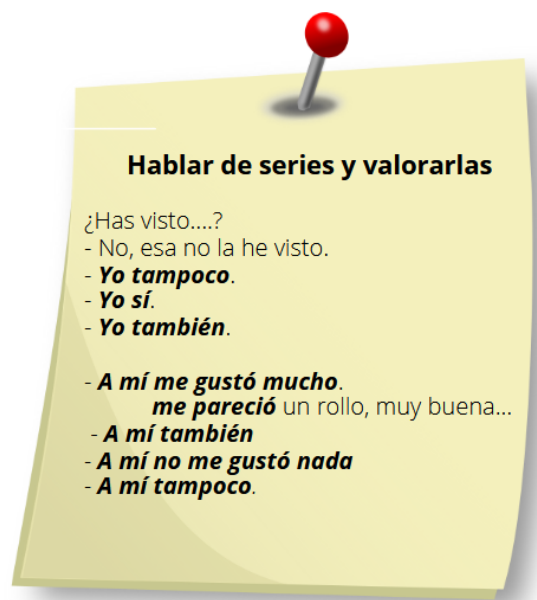 Hablar de series y valorarlas
¿Has visto....?
- No, esa no la he visto.
- Yo tampoco.
- Yo sí.
- Yo también.
- A mí me gustó mucho.
me pareció un rollo, muy buena...
- A mí también
- A mí no me gustó nada
- A mí tampoco.